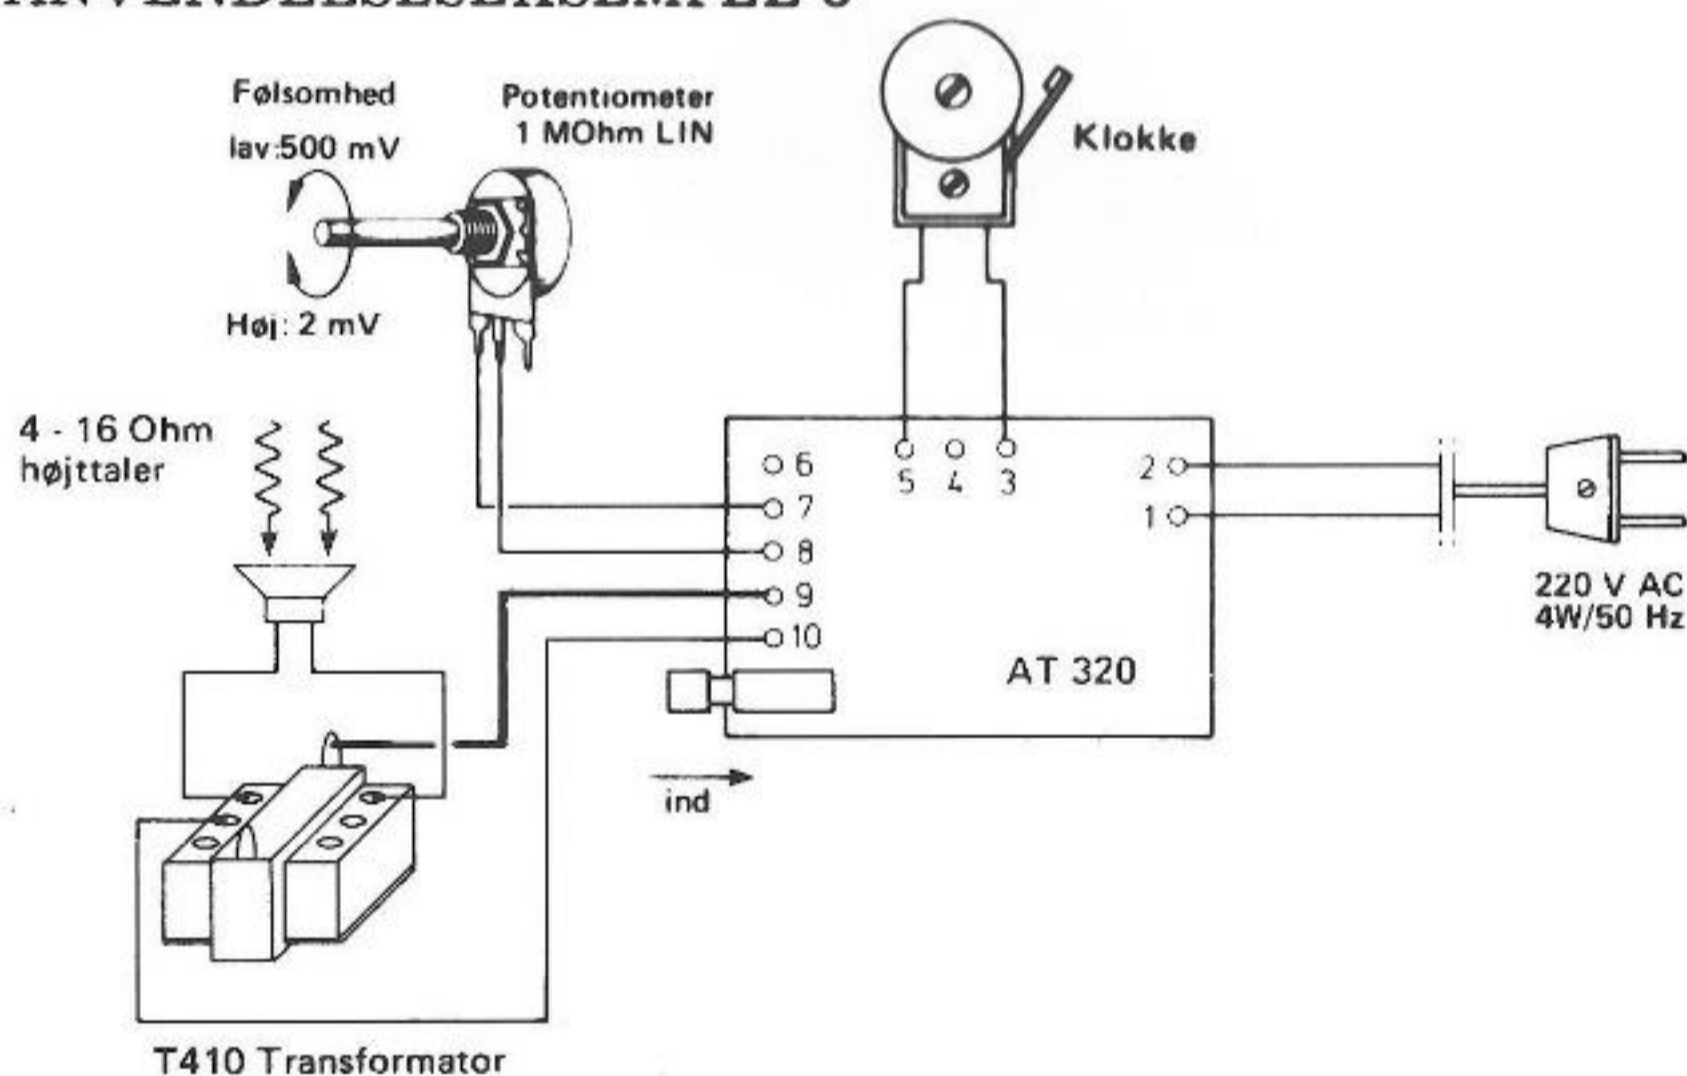 Følsomhed
lav:500 mV
Høj: 2 mV
Potentiometer
1 MOhm LIN
Klokke
4 - 16 Ohm
højttaler
6
7
8
9
10
5 4 3
2
1
AT 320
220 V AC
4W/50 Hz
ind
T410 Transformator